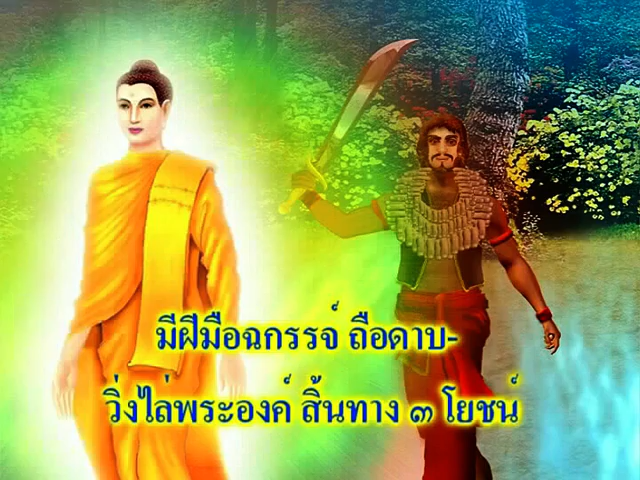 มีฝีมือฉกรรจ์ ถือดาบ-
วิ่งไล่พระองค์ สิ้นทาง ๓ โยชน์